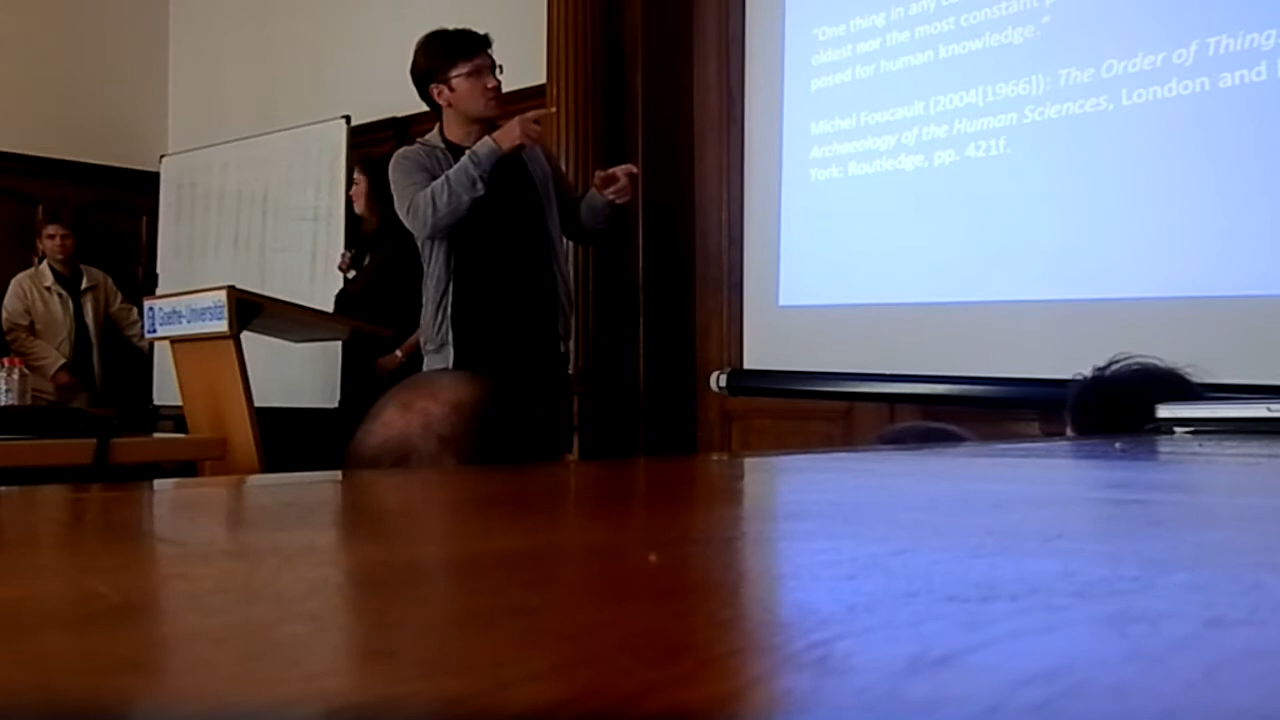 Goethe-Universität
"One thing in any
oldest nor the most constant
posed for human knowledge."
Michel Foucault (2004[1966]): The Order of Thing
Archaeology of the Human Sciences, London and
York: Routledge, pp. 421f.